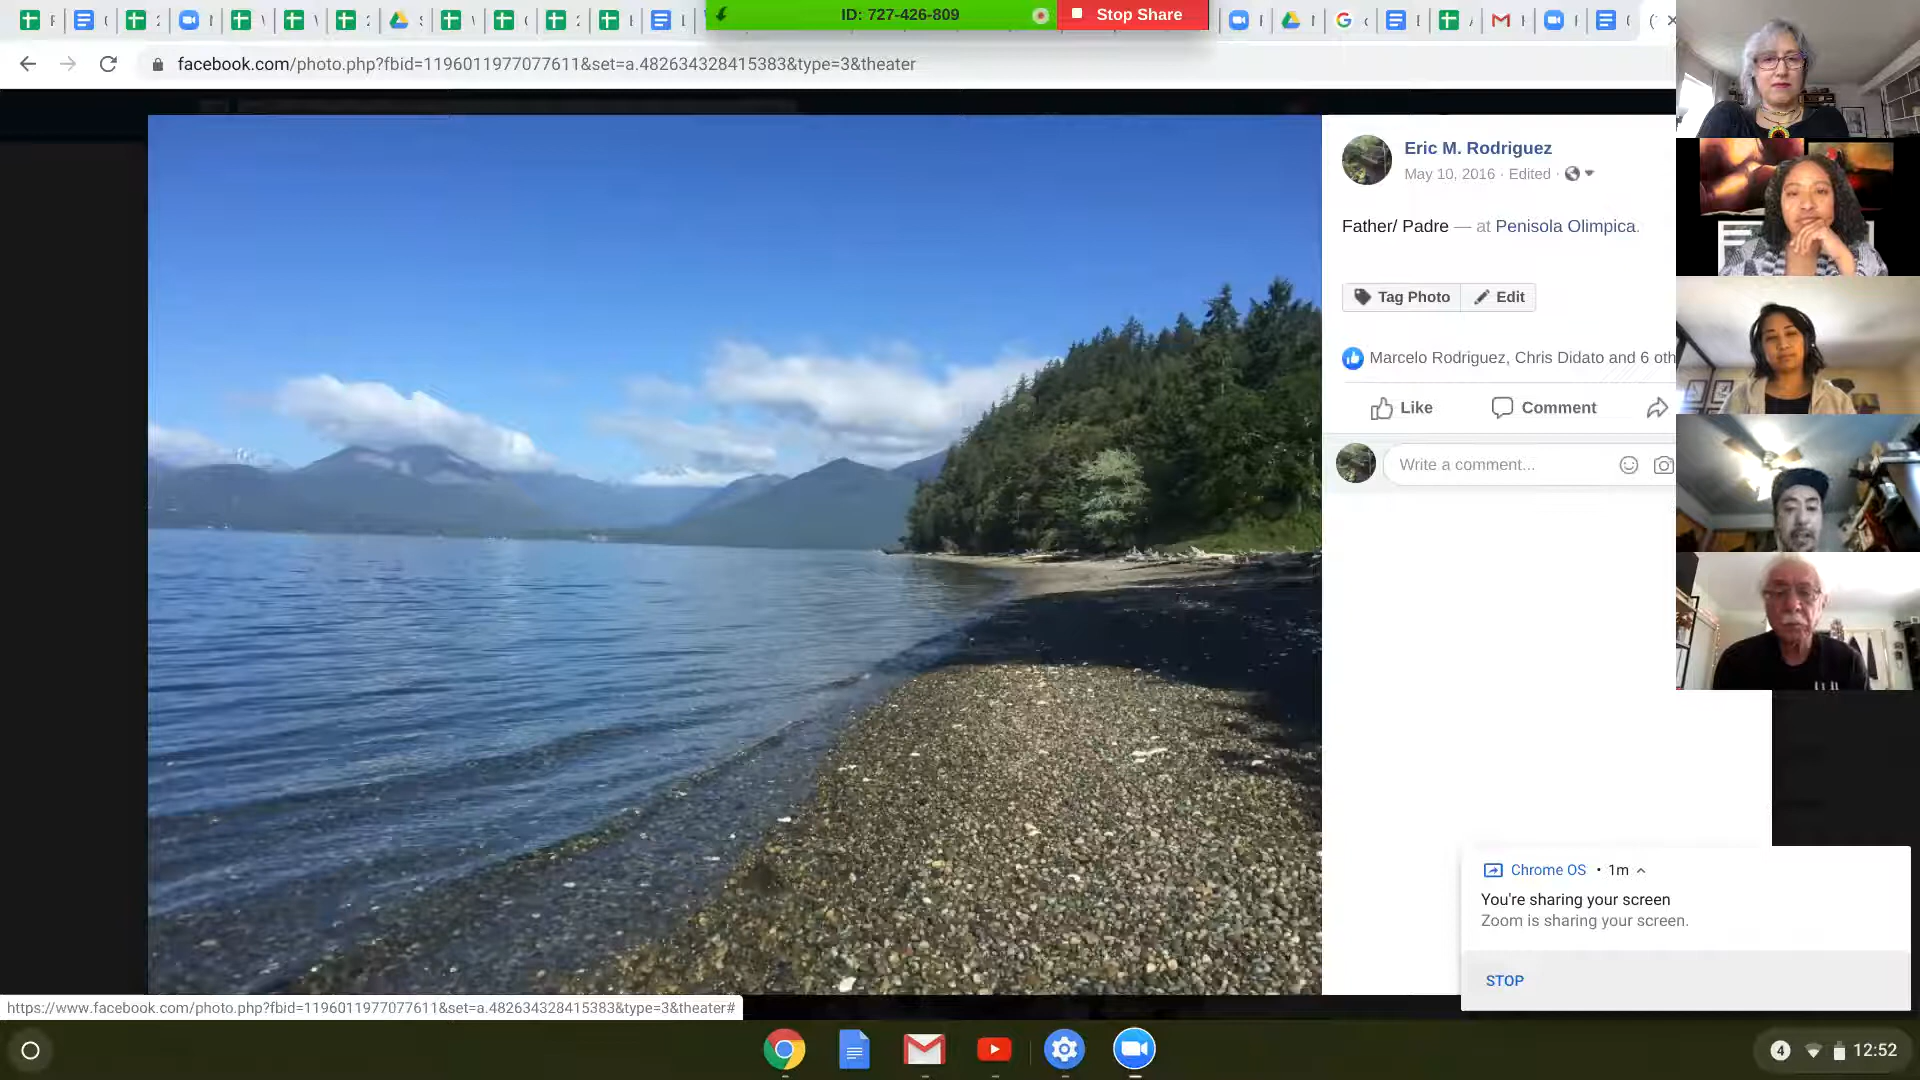 ID: 727-426-809
Stop Share
facebook.com/photo.php?fbid=1196011977077611&set=a.482634328415383&type=3&theater
Eric M. Rodriguez
May 10, 2016 · Edited ·
Father/ Padre — at Penisola Olimpica.
Tag Photo
Edit
Marcelo Rodriguez, Chris Didato and 6 oth
Like
Comment
Write a comment...
Chrome OS • 1m
You're sharing your screen
Zoom is sharing your screen.
STOP
https://www.facebook.com/photo.php?fbid=1196011977077611&set=a.482634328415383&type=3&theater#
4
12:52